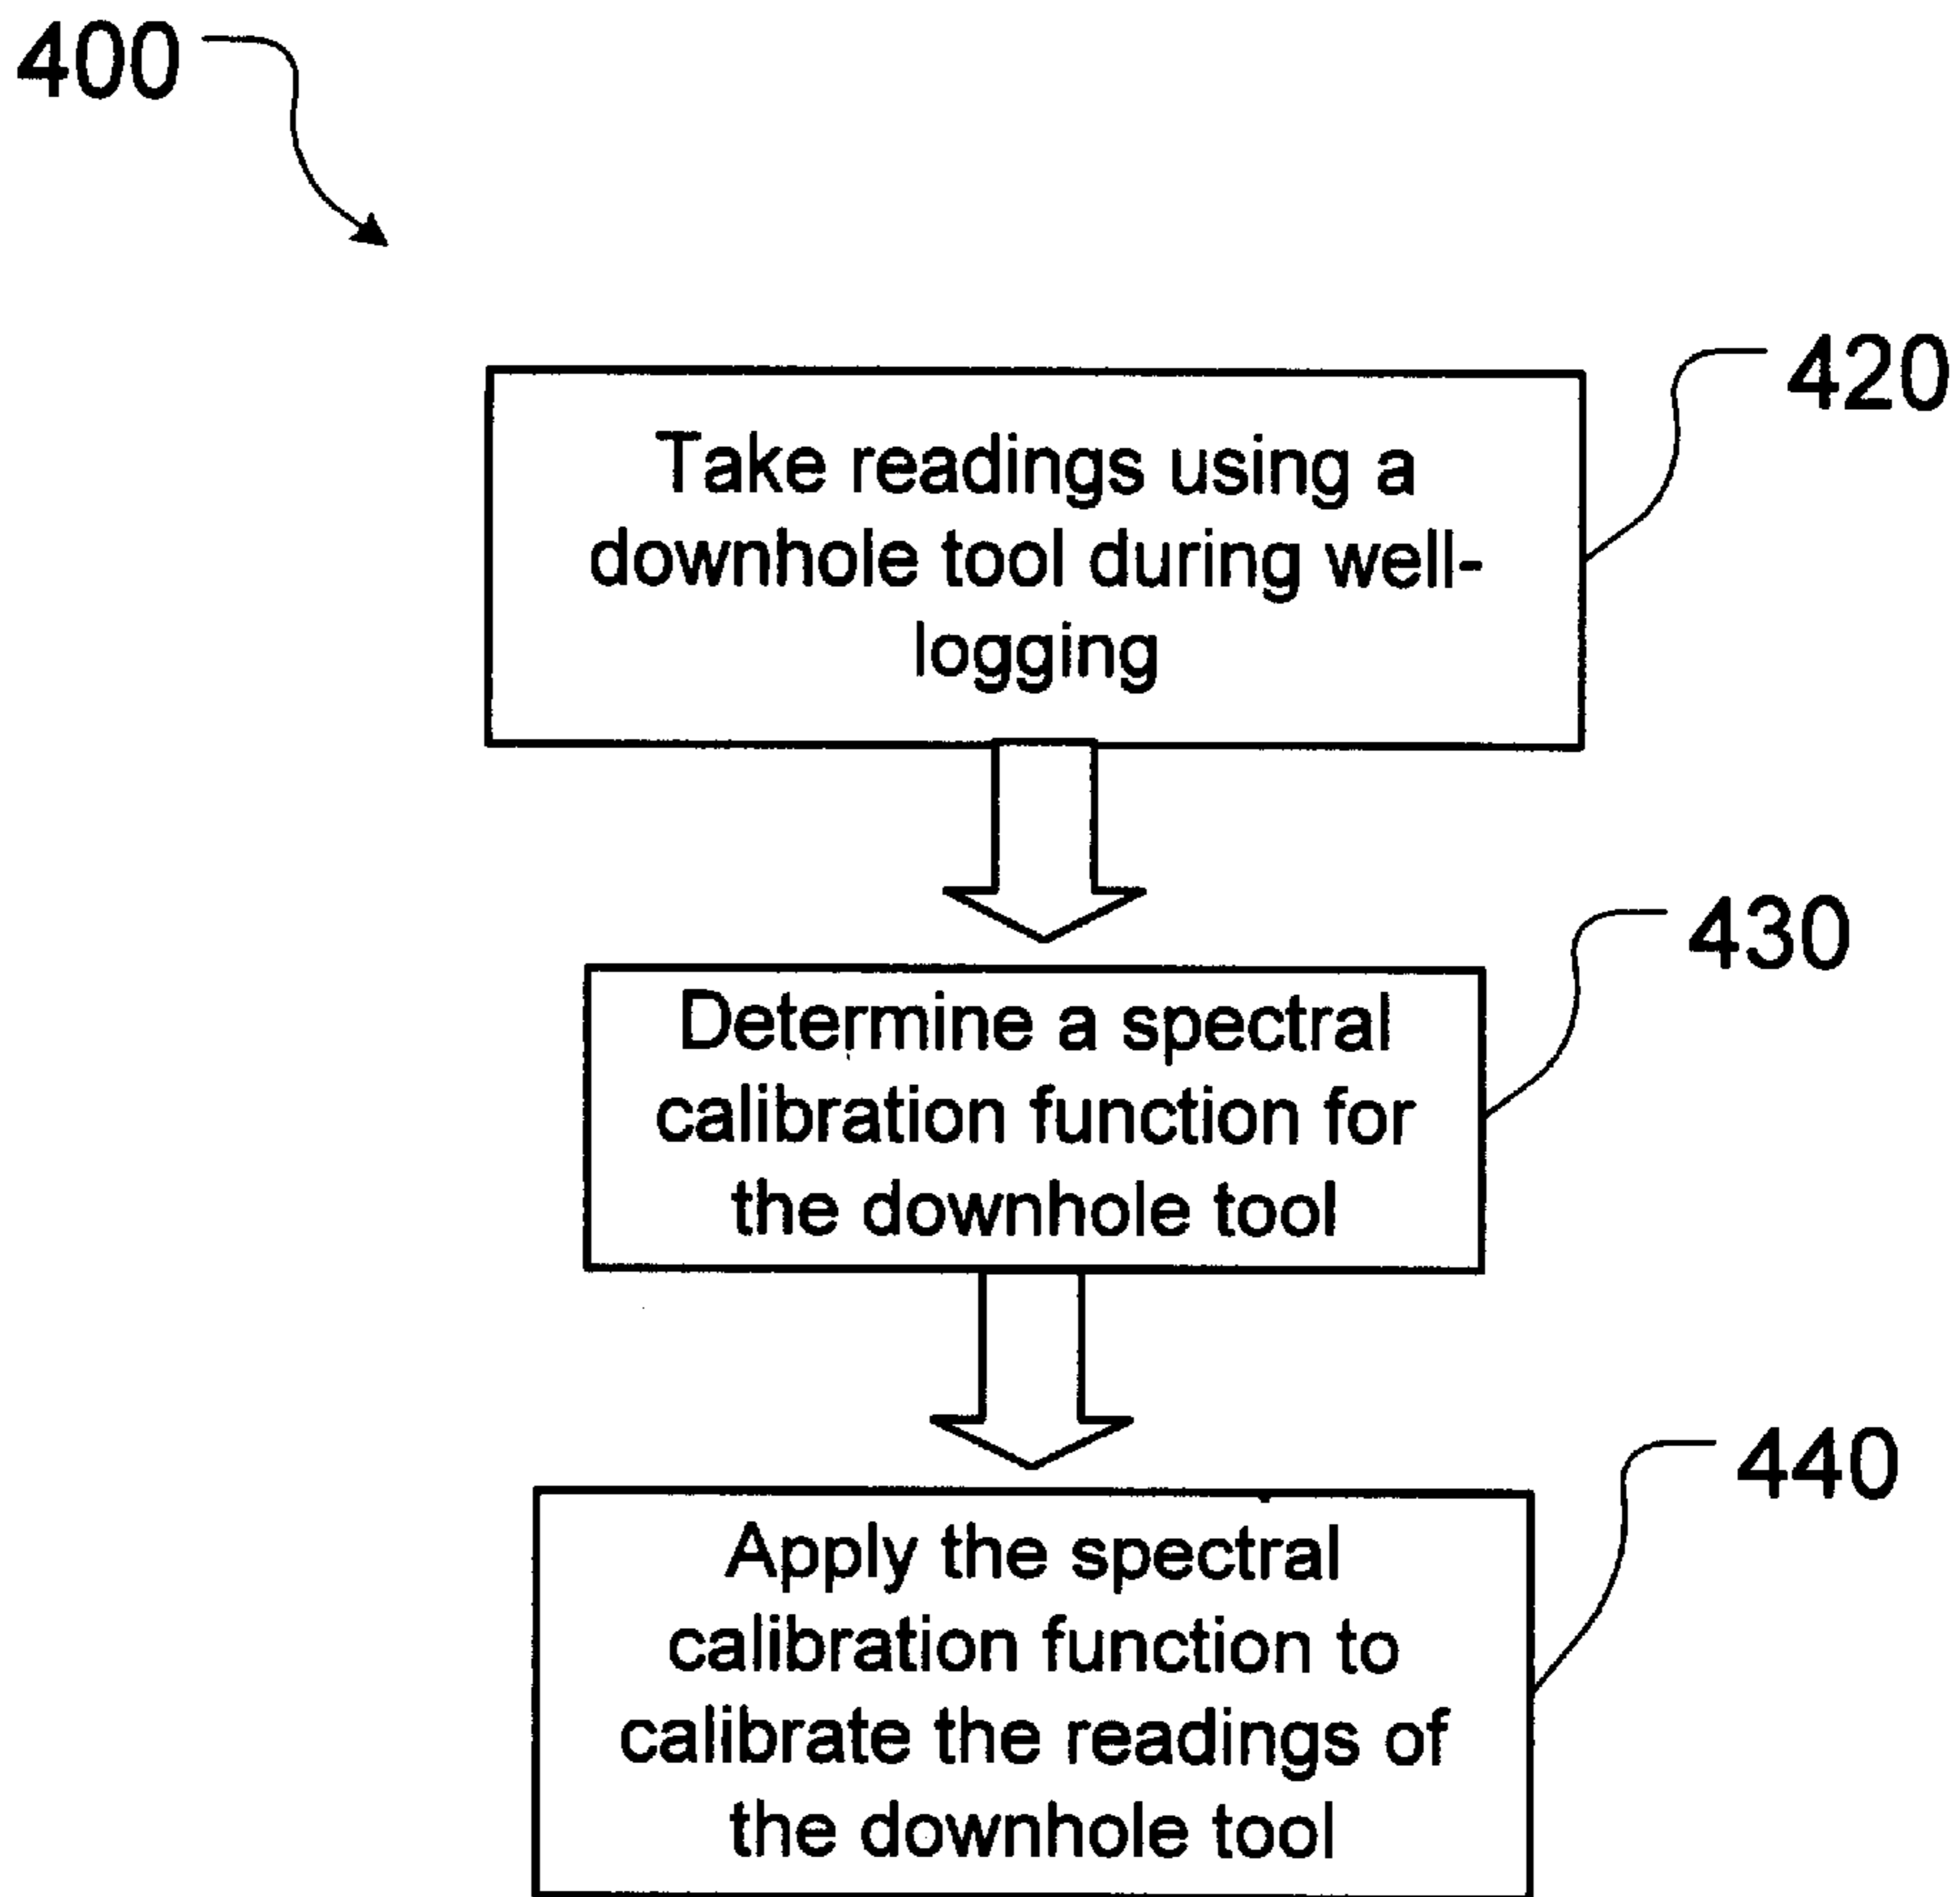 400
420
Take readings using a
downhole tool during well-
logging
430
Determine a spectral
calibration function for
the downhole tool
440
Apply the spectral
calibration function to
calibrate the readings of
the downhole tool